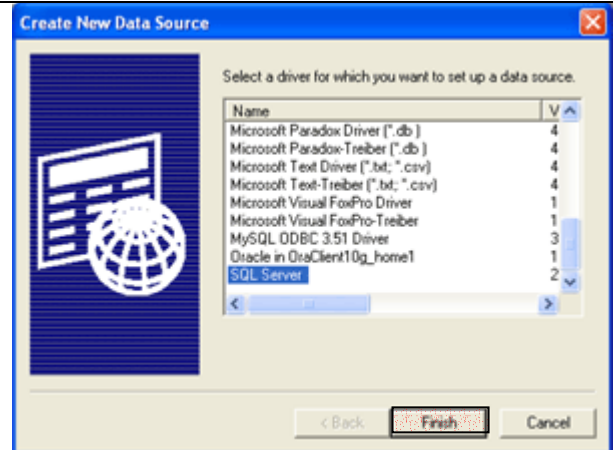 Create New Data Source
Select a driver for which you want to set up a data source.
Name V
Microsoft Paradox Driver (*.db ) 4
Microsoft Paradox-Treiber (*.db ) 4
Microsoft Text Driver (*.txt; *.csv) 4
Microsoft Text-Treiber (*.txt; *.csv) 4
Microsoft Visual FoxPro Driver 1
Microsoft Visual FoxPro-Treiber 1
MySQL ODBC 3.51 Driver 3
Oracle in OraClient10g_home1 1
SQL Server 2
< Back Finish Cancel